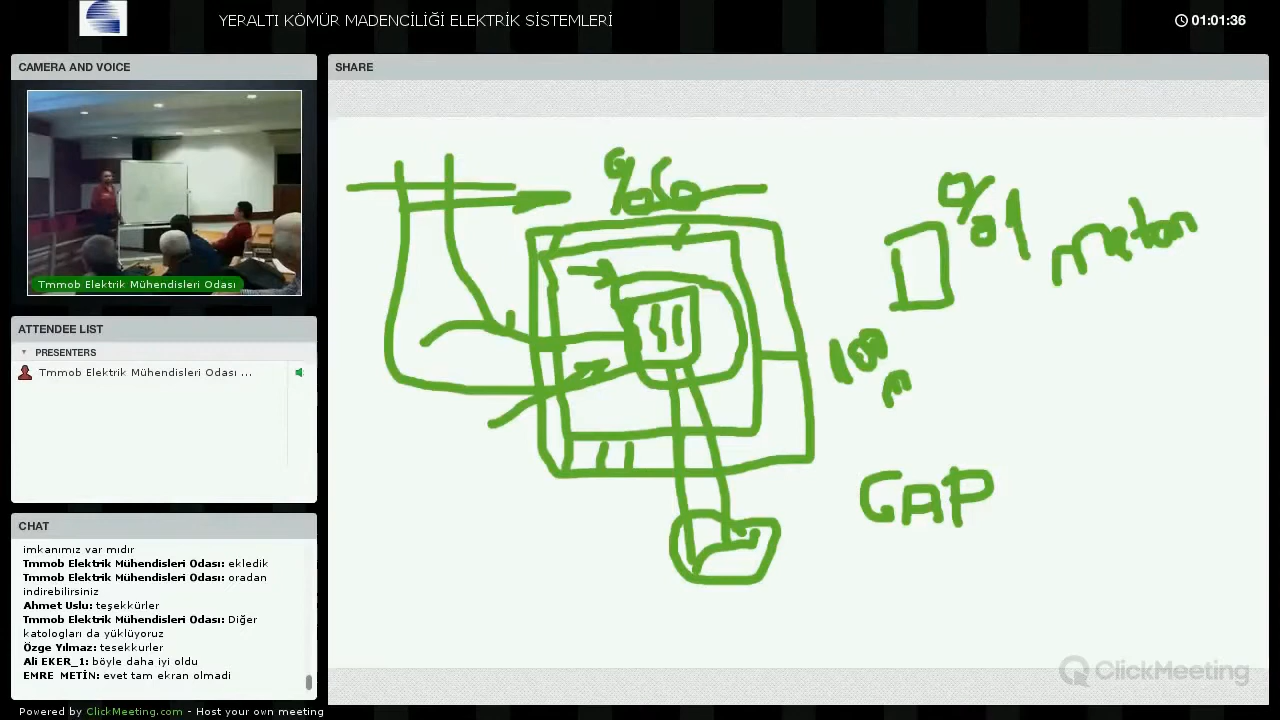 YERALTI KÖMÜR MADENCİLİĞİ ELEKTRİK SİSTEMLERİ
01:01:36
CAMERA AND VOICE
Tmmob Elektrik Mühendisleri Odası
ATTENDEE LIST
PRESENTERS
Tmmob Elektrik Mühendisleri Odası ...
CHAT
imkanımız var mıdır
Tmmob Elektrik Mühendisleri Odası: ekledik
Tmmob Elektrik Mühendisleri Odası: oradan
indirebilirsiniz
Ahmet Uslu: teşekkürler
Tmmob Elektrik Mühendisleri Odası: Diğer
katologları da yüklüyoruz
Özge Yılmaz: tesekkurler
Ali EKER_1: böyle daha iyi oldu
EMRE METİN: evet tam ekran olmadi
Powered by ClickMeeting.com - Host your own meeting
SHARE
%60
%1
metan
100
m
GAP
ClickMeeting